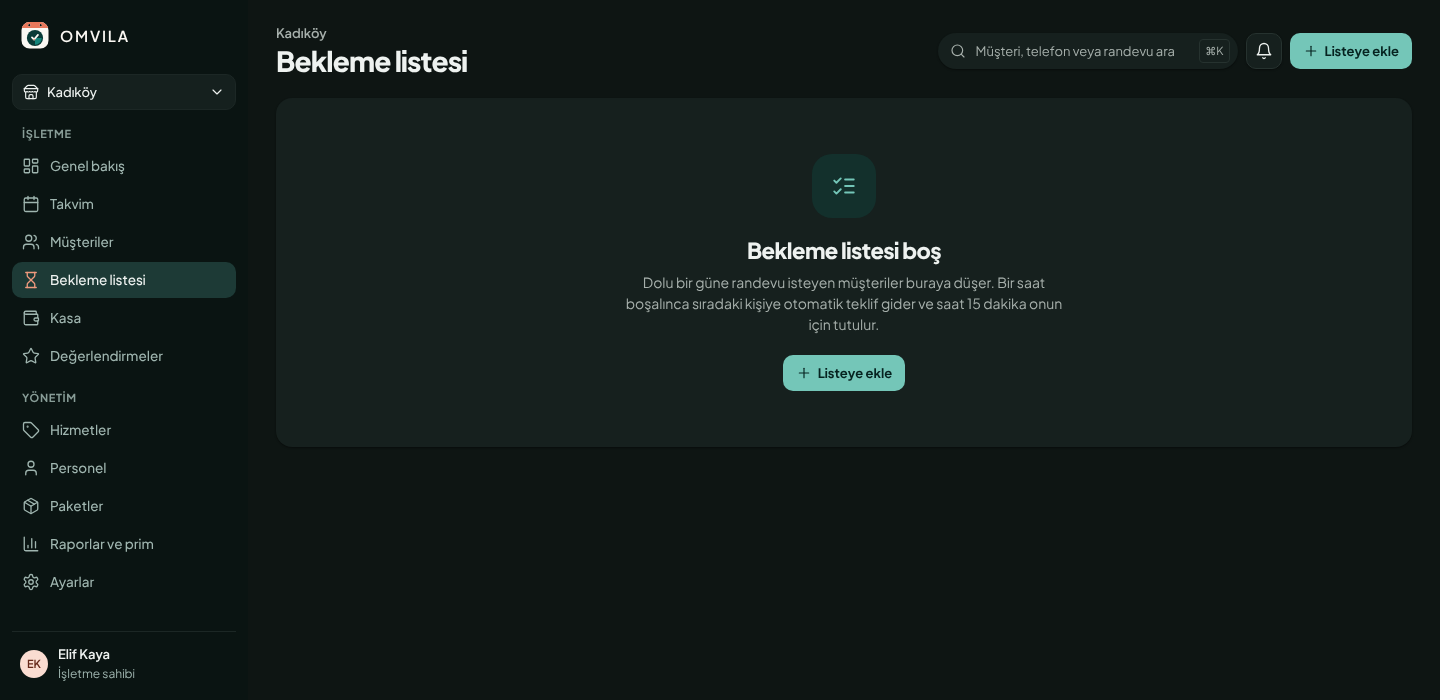 OMVILA
Kadıköy
İŞLETME
Genel bakış
Takvim
Müşteriler
Bekleme listesi
Kasa
Değerlendirmeler
YÖNETİM
Hizmetler
Personel
Paketler
Raporlar ve prim
Ayarlar
EK
Elif Kaya
İşletme sahibi
Kadıköy
Bekleme listesi
Müşteri, telefon veya randevu ara
⌘K
Listeye ekle
Bekleme listesi boş
Dolu bir güne randevu isteyen müşteriler buraya düşer. Bir saat
boşalınca sıradaki kişiye otomatik teklif gider ve saat 15 dakika onun
için tutulur.
Listeye ekle